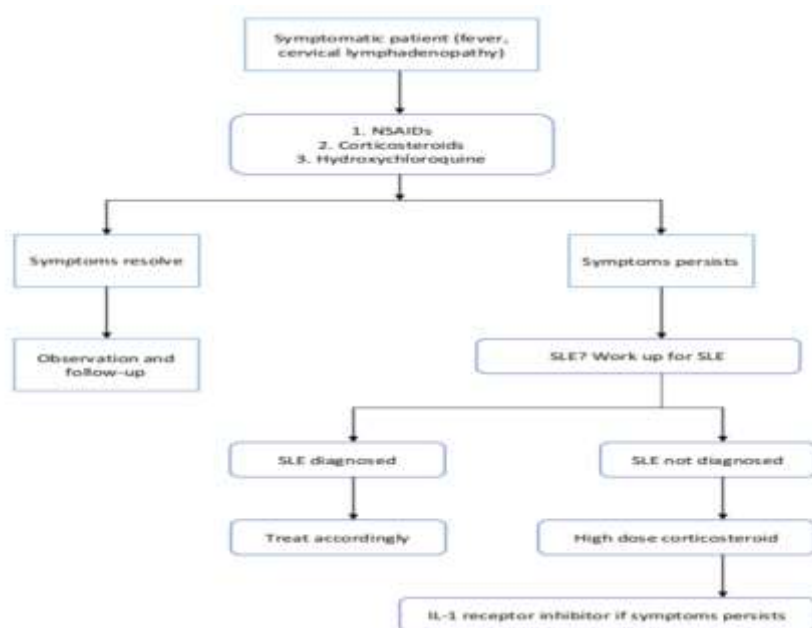 Symptomatic patient (fever,
cervical lymphadenopathy)
1. NSAIDs
2. Corticosteroids
3. Hydroxychloroquine
Symptoms resolve
Symptoms persists
Observation and
follow-up
SLE? Work up for SLE
SLE diagnosed
SLE not diagnosed
Treat accordingly
High dose corticosteroid
IL-1 receptor inhibitor if symptoms persists